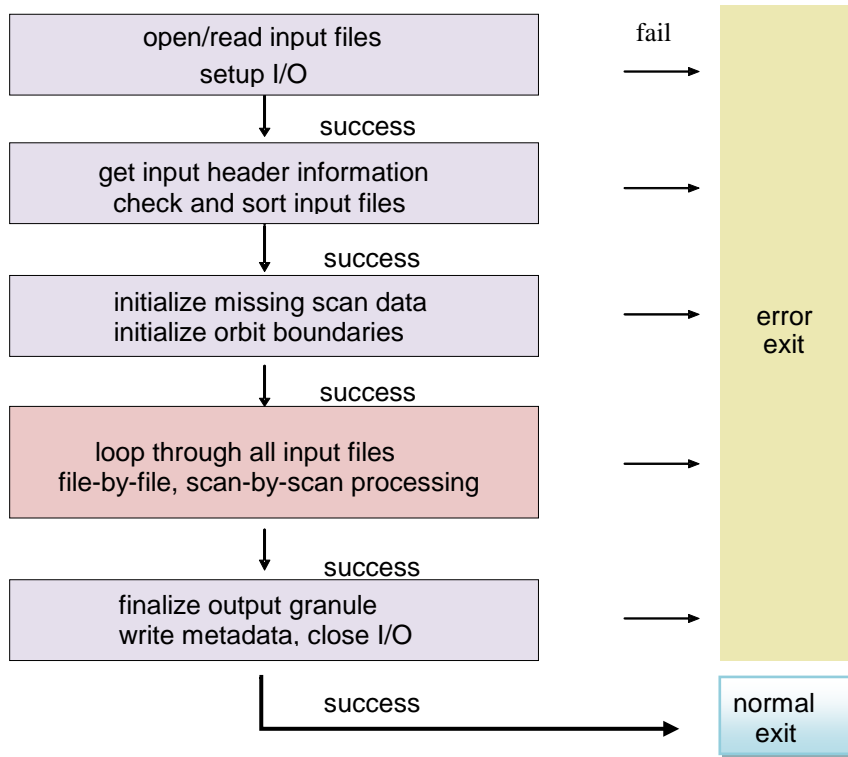 open/read input files
setup I/O
fail
success
get input header information
check and sort input files
success
initialize missing scan data
initialize orbit boundaries
error
exit
success
loop through all input files
file-by-file, scan-by-scan processing
success
finalize output granule
write metadata, close I/O
success
normal
exit